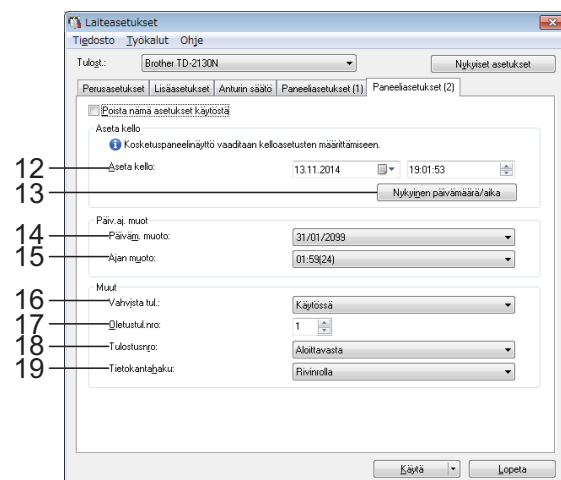 Laiteasetukset
Tiedosto Työkalut Ohje
Tulost.: Brother TD-2130N Nykyiset asetukset
Perusasetukset Lisäasetukset Anturin säätö Paneeliasetukset (1) Paneeliasetukset (2)
Poista nämä asetukset käytöstä
Aseta kello
Kosketuspaneelinäyttö vaaditaan kelloasetusten määrittämiseen.
12 Aseta kello: 13.11.2014 19:01:53
13 Nykyinen päivämäärä/aika
Päiv.aj. muot
14 Päiväm. muoto: 31/01/2099
15 Ajan muoto: 01:59(24)
Muut
16 Vahvista tul.: Käytössä
17 Oletustul.nro: 1
18 Tulostusnro: Aloittavasta
19 Tietokantahaku: Rivinrolla
Käytä Lopeta